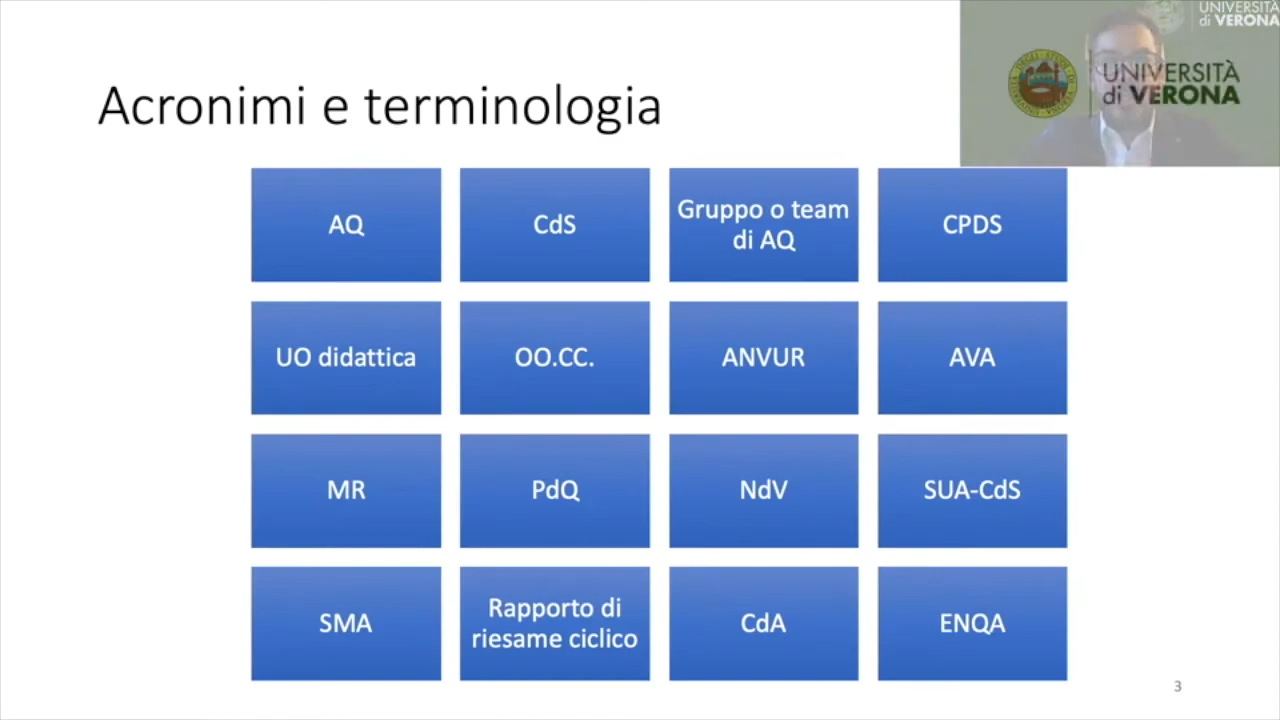 UNIVERSITÀ
di VERONA
UNIVERSITÀ
di VERONA
Acronimi e terminologia
AQ
CdS
Gruppo o team
di AQ
CPDS
UO didattica
OO.CC.
ANVUR
AVA
MR
PdQ
NdV
SUA-CdS
SMA
Rapporto di
riesame ciclico
CdA
ENQA
3